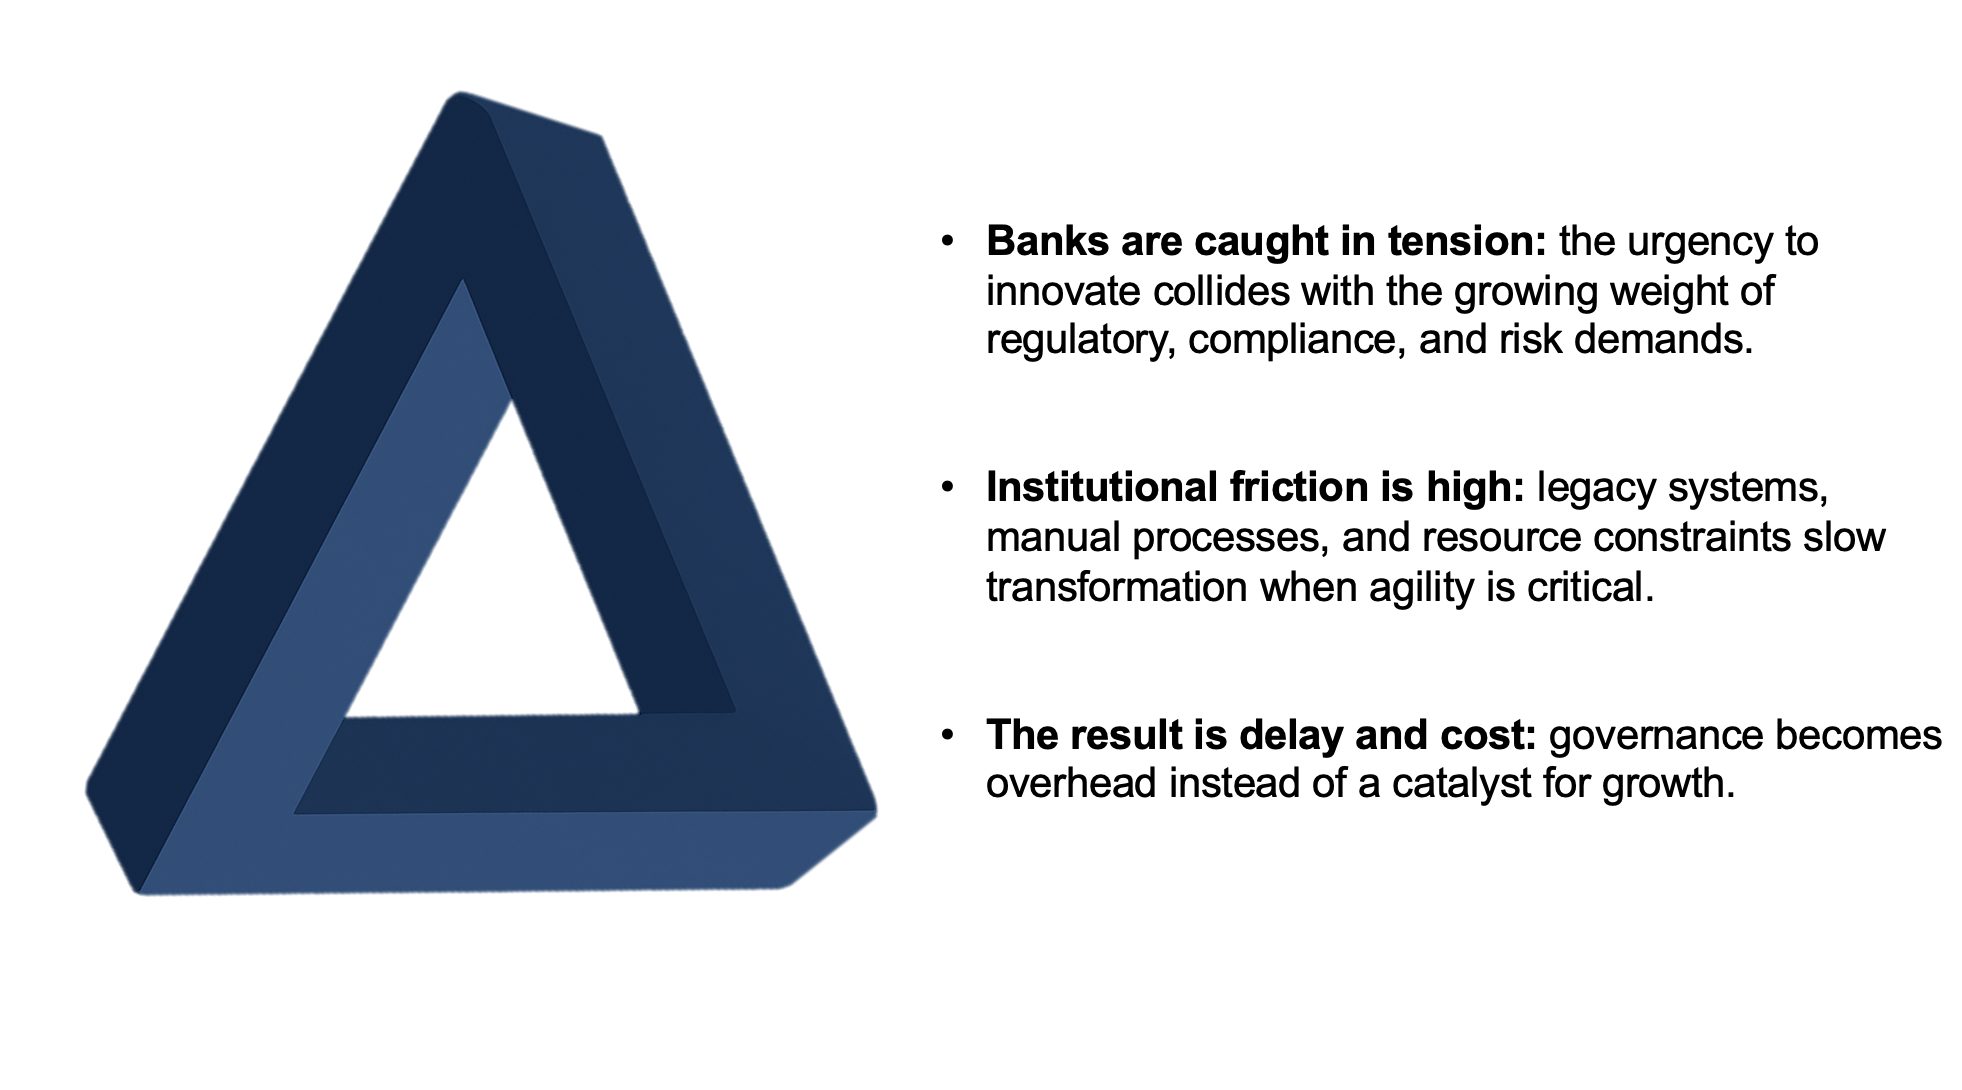 • Banks are caught in tension: the urgency to
innovate collides with the growing weight of
regulatory, compliance, and risk demands.
• Institutional friction is high: legacy systems,
manual processes, and resource constraints slow
transformation when agility is critical.
• The result is delay and cost: governance becomes
overhead instead of a catalyst for growth.